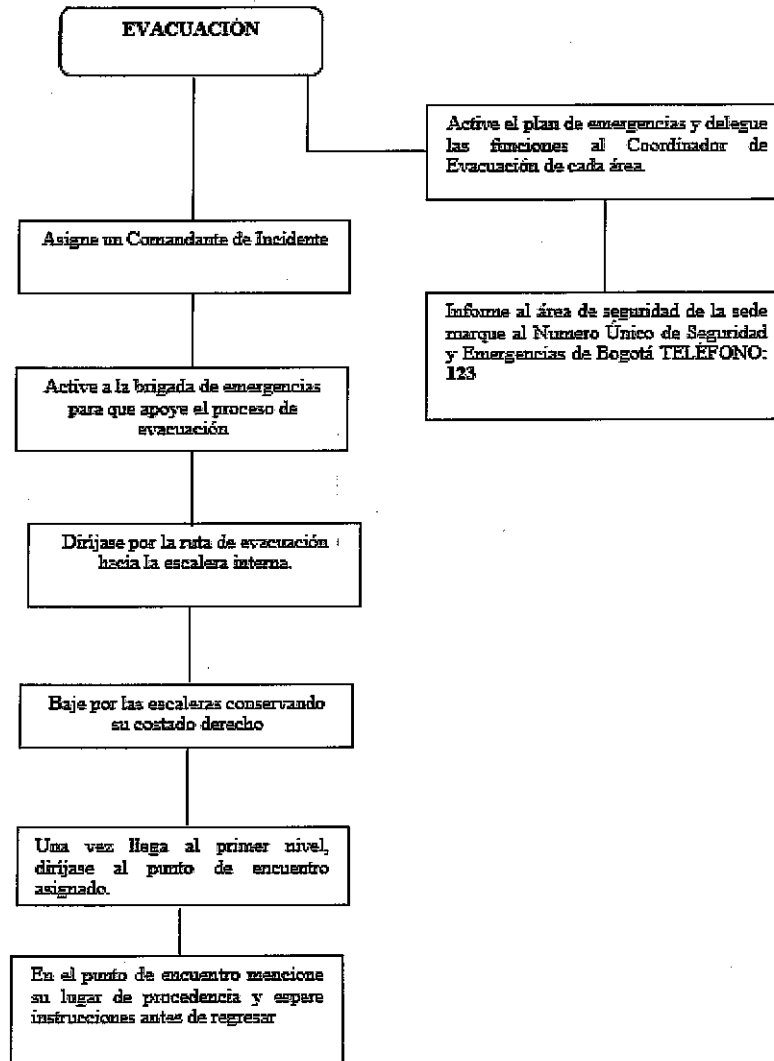 EVACUACIÓN
Active el plan de emergencias y delegue
las funciones al Coordinador de
Evacuación de cada área
Asigne un Comandante de Incidente
Informe al área de seguridad de la sede
marque al Numero Único de Seguridad
y Emergencias de Bogotá TELÉFONO:
123
Active a la brigada de emergencias
para que apoye el proceso de
evacuación
Diríjase por la ruta de evacuación
hacia la escalera interna.
Baje por las escaleras conservando
su costado derecho
Una vez llega al primer nivel,
diríjase al punto de encuentro
asignado.
En el punto de encuentro mencione
su lugar de procedencia y espere
instrucciones antes de regresar